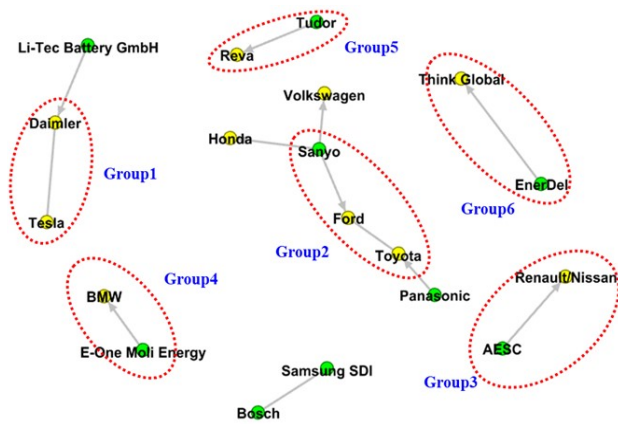 Tudor
Li-Tec Battery GmbH
Group5
Reva
Think Global
Volkswagen
Daimler
Honda
Sanyo
Group1
EnerDel
Group6
Tesla
Ford
Group2
Toyota
Group4
Renault/Nissan
BMW
Panasonic
E-One Moli Energy
AESC
Samsung SDI
Group3
Bosch